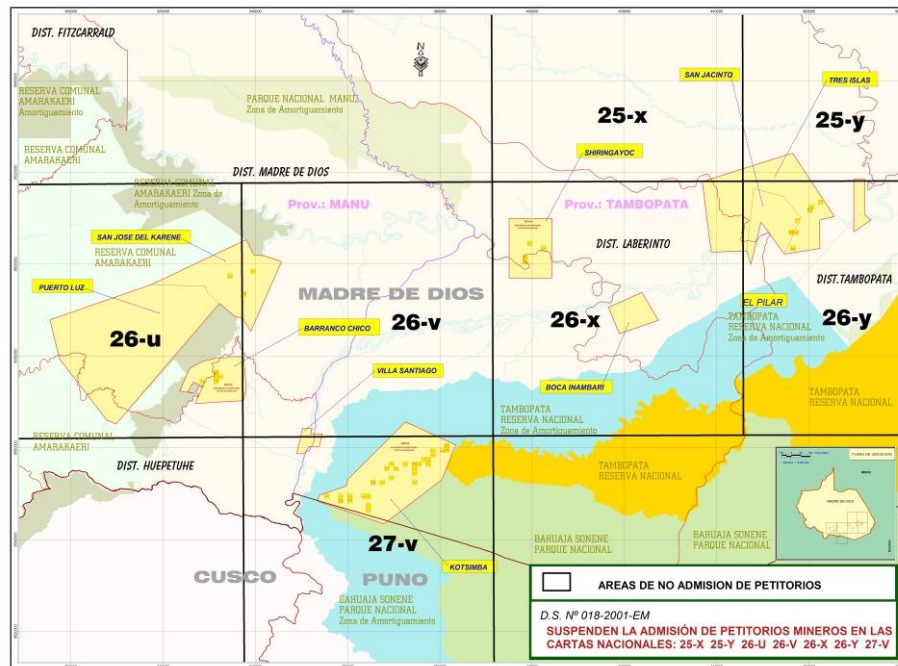 DIST. FITZCARRALD
RESERVA COMUNAL
AMARAKAERI
Zona de
Amortiguamiento
RESERVA COMUNAL
AMARAKAERI
PARQUE NACIONAL MANU
Zona de Amortiguamiento
N
SAN JACINTO
TRES ISLAS
25-x
25-y
SHIRINGAYOC
DIST. MADRE DE DIOS
RESERVA COMUNAL
AMARAKAERI Zona de
Amortiguamiento
Prov.: MANU
Prov.: TAMBOPATA
SAN JOSE DEL KARENE
RESERVA COMUNAL
AMARAKAERI
DIST. LABERINTO
DIST.TAMBOPATA
PUERTO LUZ
MADRE DE DIOS
EL PILAR
26-u
26-v
26-x
26-y
BARRANCO CHICO
TAMBOPATA
RESERVA NACIONAL
Zona de Amortiguamiento
VILLA SANTIAGO
BOCA INAMBARI
TAMBOPATA
RESERVA NACIONAL
TAMBOPATA
RESERVA NACIONAL
Zona de Amortiguamiento
RESERVA COMUNAL
AMARAKAERI
DIST. HUEPETUHE
TAMBOPATA
RESERVA NACIONAL
PLANO DE UBICACION
MADRE DE DIOS
27-v
BAHUAJA SONENE
PARQUE NACIONAL
BAHUAJA SONENE
PARQUE NACIONAL
KOTSIMBA
CUSCO
PUNO
BAHUAJA SONENE
PARQUE NACIONAL
Zona de Amortiguamiento
AREAS DE NO ADMISION DE PETITORIOS
D.S. Nº 018-2001-EM
SUSPENDEN LA ADMISIÓN DE PETITORIOS MINEROS EN LAS
CARTAS NACIONALES: 25-X 25-Y 26-U 26-V 26-X 26-Y 27-V